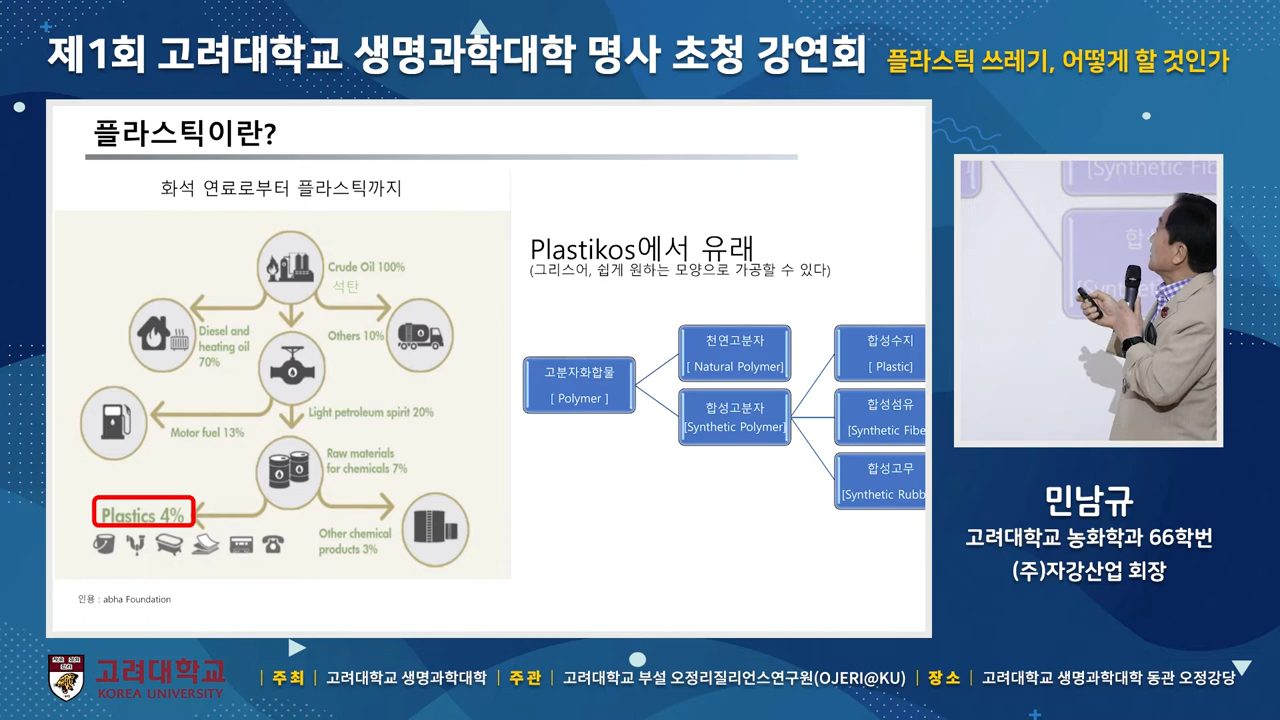 제1회 고려대학교 생명과학대학 명사 초청 강연회 플라스틱 쓰레기, 어떻게 할 것인가
플라스틱이란?
화석 연료로부터 플라스틱까지
Crude Oil 100%
석탄
Diesel and
heating oil
70%
Others 10%
Light petroleum spirit 20%
Motor fuel 13%
Raw materials
for chemicals 7%
Plastics 4%
Other chemical
products 3%
인용 : abha Foundation
Plastikos에서 유래
(그리스어, 쉽게 원하는 모양으로 가공할 수 있다)
고분자화합물
[ Polymer ]
천연고분자
[ Natural Polymer]
합성고분자
[Synthetic Polymer]
합성수지
[ Plastic]
합성섬유
[Synthetic Fibe
합성고무
[Synthetic Rubb
[Synthetic Fib
합
[Synthet
민남규
고려대학교 농화학과 66학번
(주)자강산업 회장
고려대학교
KOREA UNIVERSITY
| 주최 | 고려대학교 생명과학대학 | 주관 | 고려대학교 부설 오정리질리언스연구원(OJERI@KU) | 장소 | 고려대학교 생명과학대학 동관 오정강당